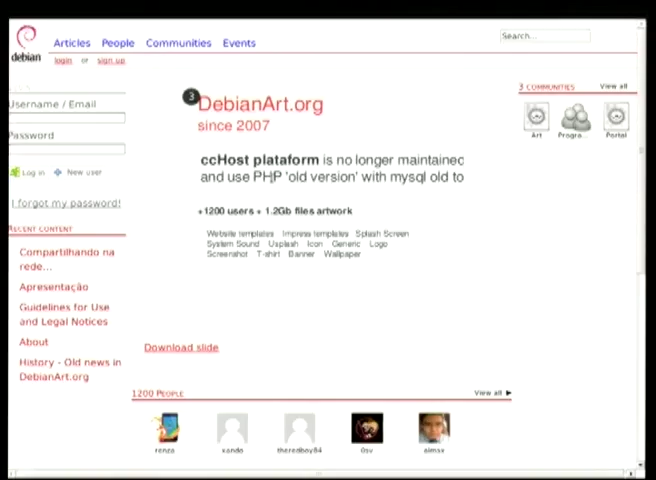 debian
Articles People Communities Events
login or sign up
Search...
Username / Email
Password
Log in New user
I forgot my password!
RECENT CONTENT
Compartilhando na
rede...
Apresentação
Guidelines for Use
and Legal Notices
About
History - Old news in
DebianArt.org
3
DebianArt.org
since 2007
ccHost plataform is no longer maintained
and use PHP 'old version' with mysql old to
+1200 users + 1.2Gb files artwork
Website templates Impress templates Splash Screen
System Sound Usplash Icon Generic Logo
Screenshot T-shirt Banner Wallpaper
Download slide
3 COMMUNITIES View all
Art Progra... Portal
1200 PEOPLE View all
renza xando theredboy84 0sv aimsx